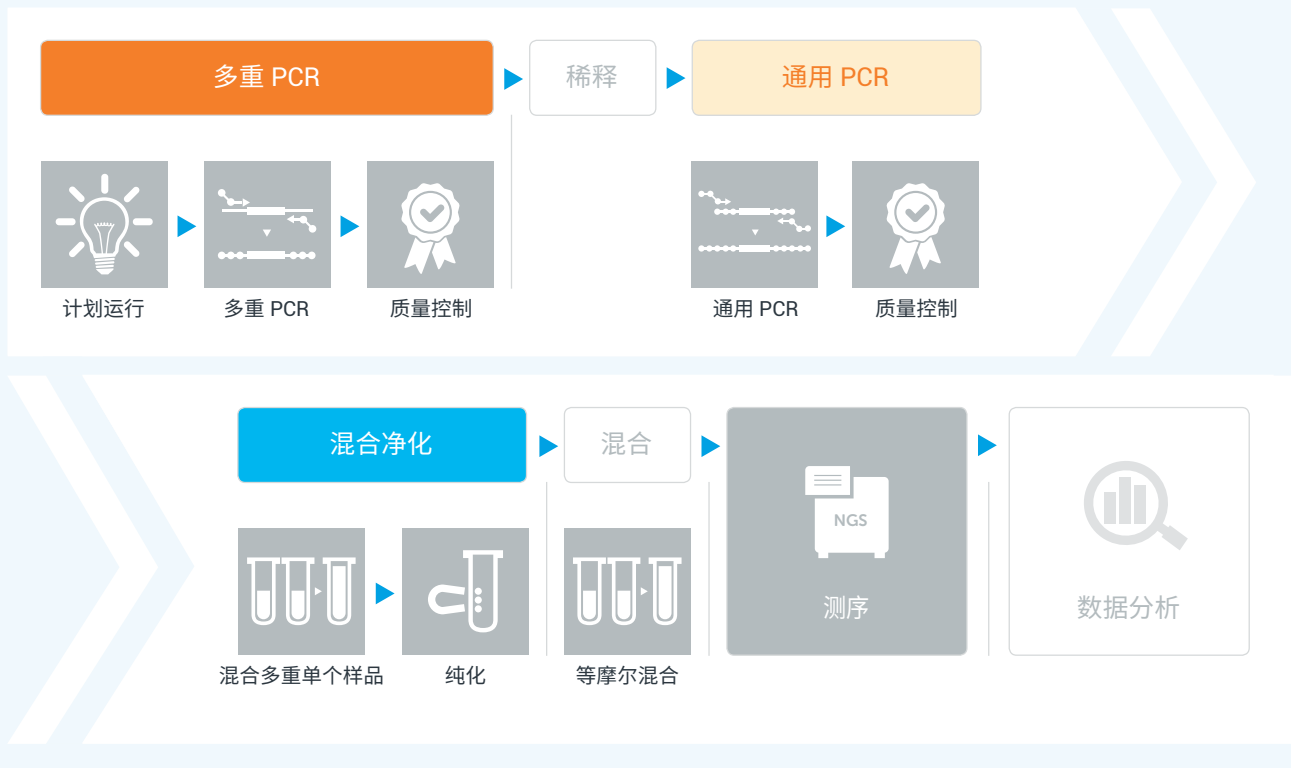 多重 PCR
稀释
通用 PCR
计划运行
多重 PCR
质量控制
通用 PCR
质量控制
混合净化
混合
NGS
测序
数据分析
混合多重单个样品
纯化
等摩尔混合